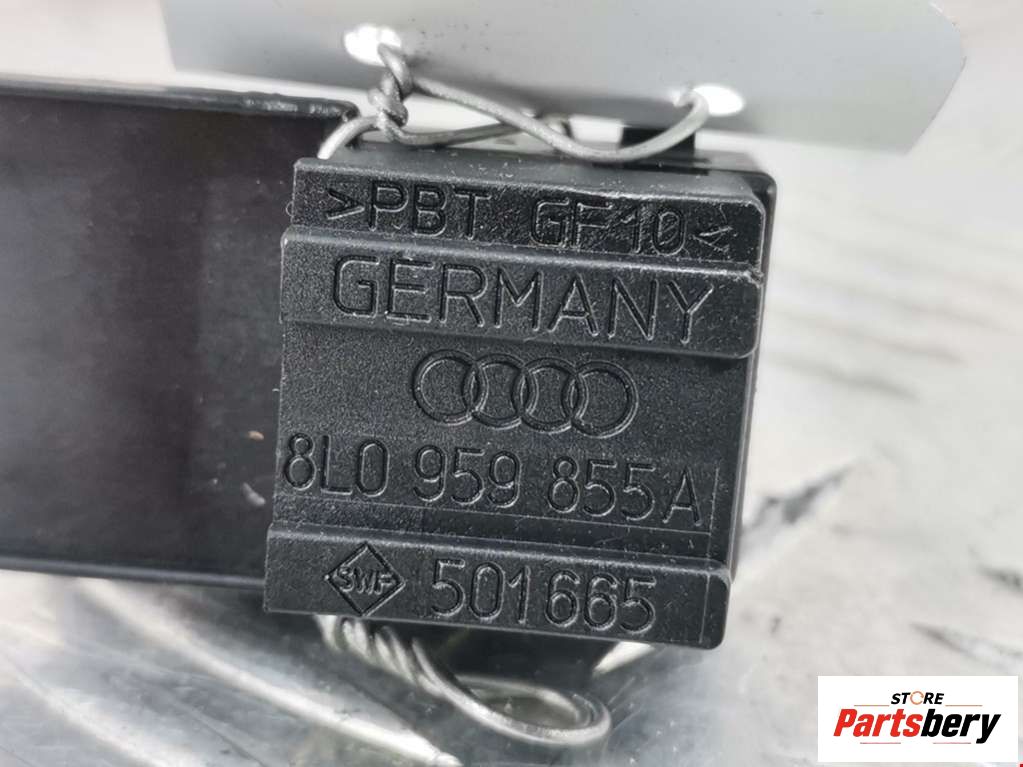 >PBT GF10<
GERMANY
8L0 959 855A
SWF 501665
STORE
Partsbery